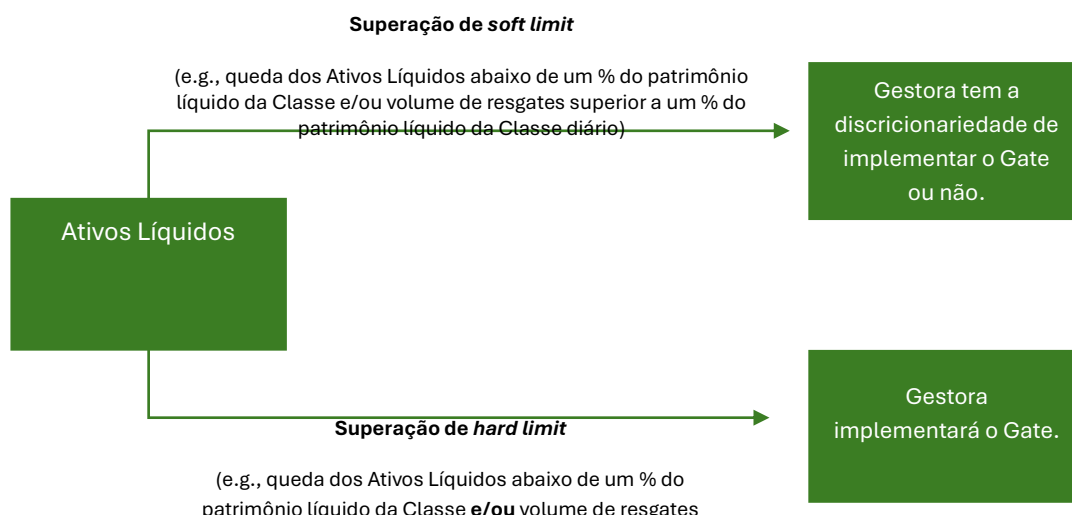 Superação de soft limit
(e.g., queda dos Ativos Líquidos abaixo de um % do patrimônio
líquido da Classe e/ou volume de resgates superior a um % do
patrimônio líquido da Classe diário)
Gestora tem a
discricionariedade de
implementar o Gate
ou não.
Ativos Líquidos
Superação de hard limit
(e.g., queda dos Ativos Líquidos abaixo de um % do
patrimônio líquido da Classe e/ou volume de resgates
Gestora
implementará o Gate.